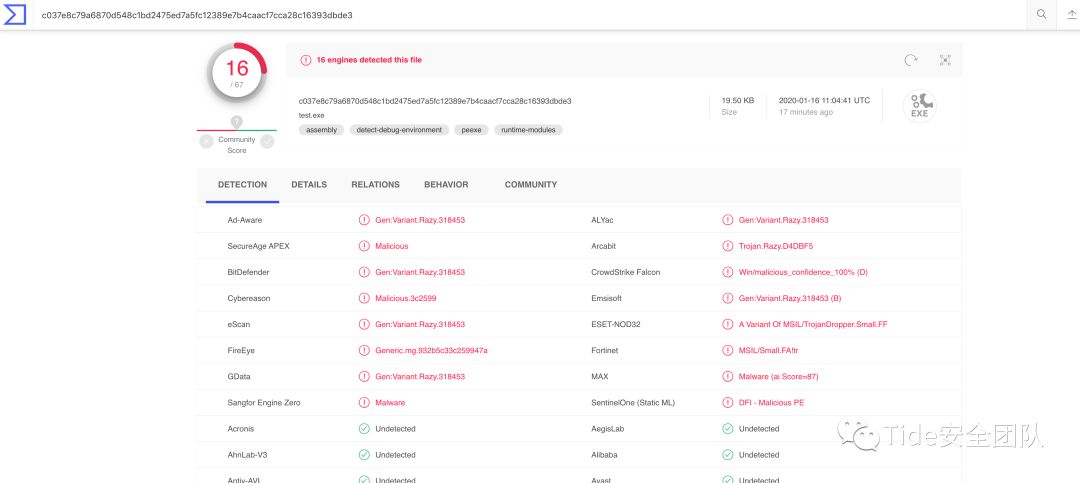 c037e8c79a6870d548c1bd2475ed7a5fc12389e7b4caacf7cca28c16393dbde3
16
/ 67
?
Community
Score
16 engines detected this file
c037e8c79a6870d548c1bd2475ed7a5fc12389e7b4caacf7cca28c16393dbde3
test.exe
assembly detect-debug-environment peexe runtime-modules
19.50 KB
Size
2020-01-16 11:04:41 UTC
17 minutes ago
EXE
DETECTION DETAILS RELATIONS BEHAVIOR COMMUNITY
Ad-Aware Gen:Variant.Razy.318453 ALYac Gen:Variant.Razy.318453
SecureAge APEX Malicious Arcabit Trojan.Razy.D4DBF5
BitDefender Gen:Variant.Razy.318453 CrowdStrike Falcon Win/malicious_confidence_100% (D)
Cybereason Malicious.3c2599 Emsisoft Gen:Variant.Razy.318453 (B)
eScan Gen:Variant.Razy.318453 ESET-NOD32 A Variant Of MSIL/TrojanDropper.Small.FF
FireEye Generic.mg.932b5c33c259947a Fortinet MSIL/Small.FA!tr
GData Gen:Variant.Razy.318453 MAX Malware (ai Score=87)
Sangfor Engine Zero Malware SentinelOne (Static ML) DFI - Malicious PE
Acronis Undetected AegisLab Undetected
AhnLab-V3 Undetected Alibaba Undetected
Antiy-AVL Undetected Avast Undetected
Tide安全团队